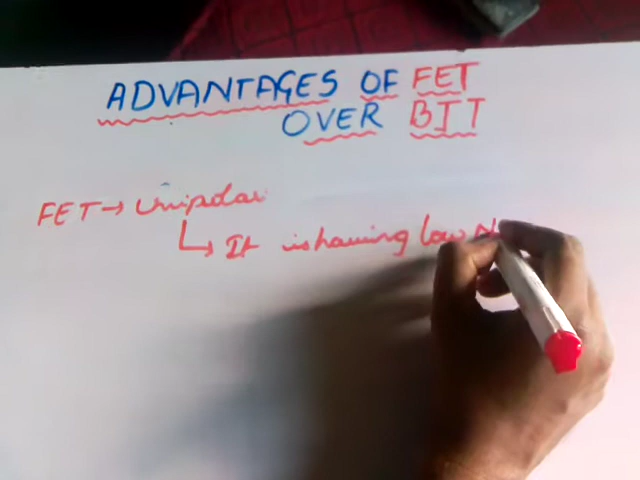 ADVANTAGES OF FET
OVER BJT
FET → Unipolar
↳ It is having low N